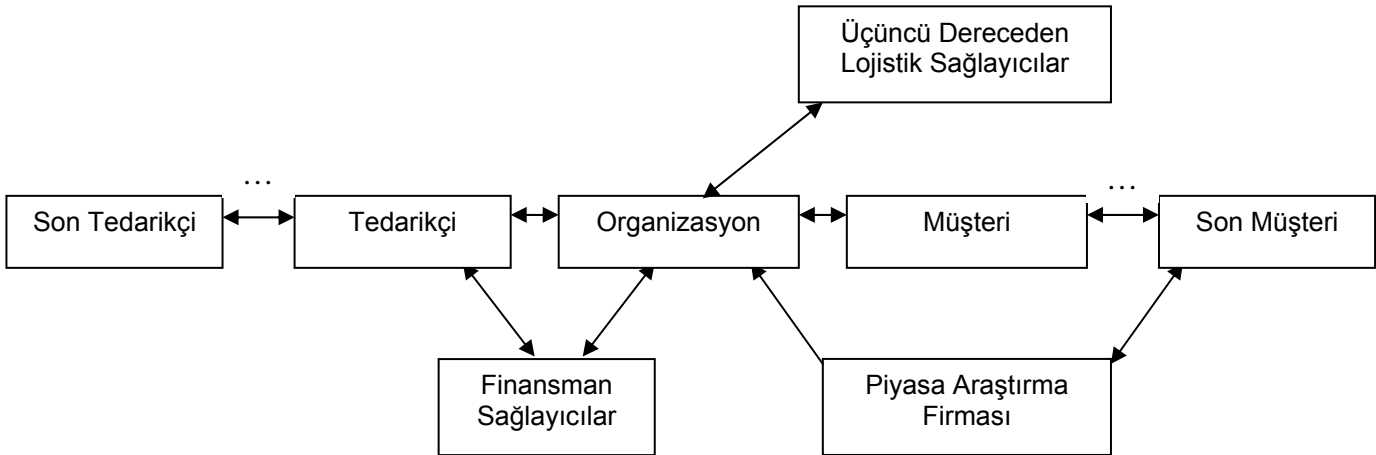 Üçüncü Dereceden
Lojistik Sağlayıcılar
…
…
Son Tedarikçi
Tedarikçi
Organizasyon
Müşteri
Son Müşteri
Finansman
Sağlayıcılar
Piyasa Araştırma
Firması